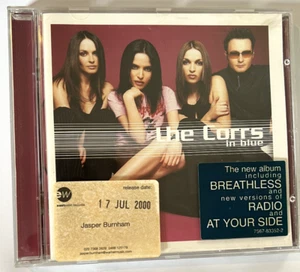 the Corrs
in blue
ew
release date:
17 JUL 2000
Jasper Burnham
The new album
including
BREATHLESS
and
new versions of
RADIO
and
AT YOUR SIDE